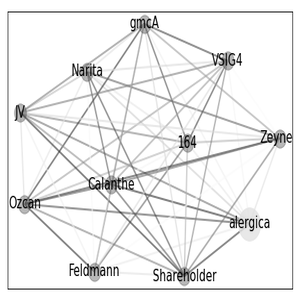 gmcA
VSIG4
Narita
JV
164
Zeyne
Calanthe
Ozcan
alergica
Feldmann
Shareholder